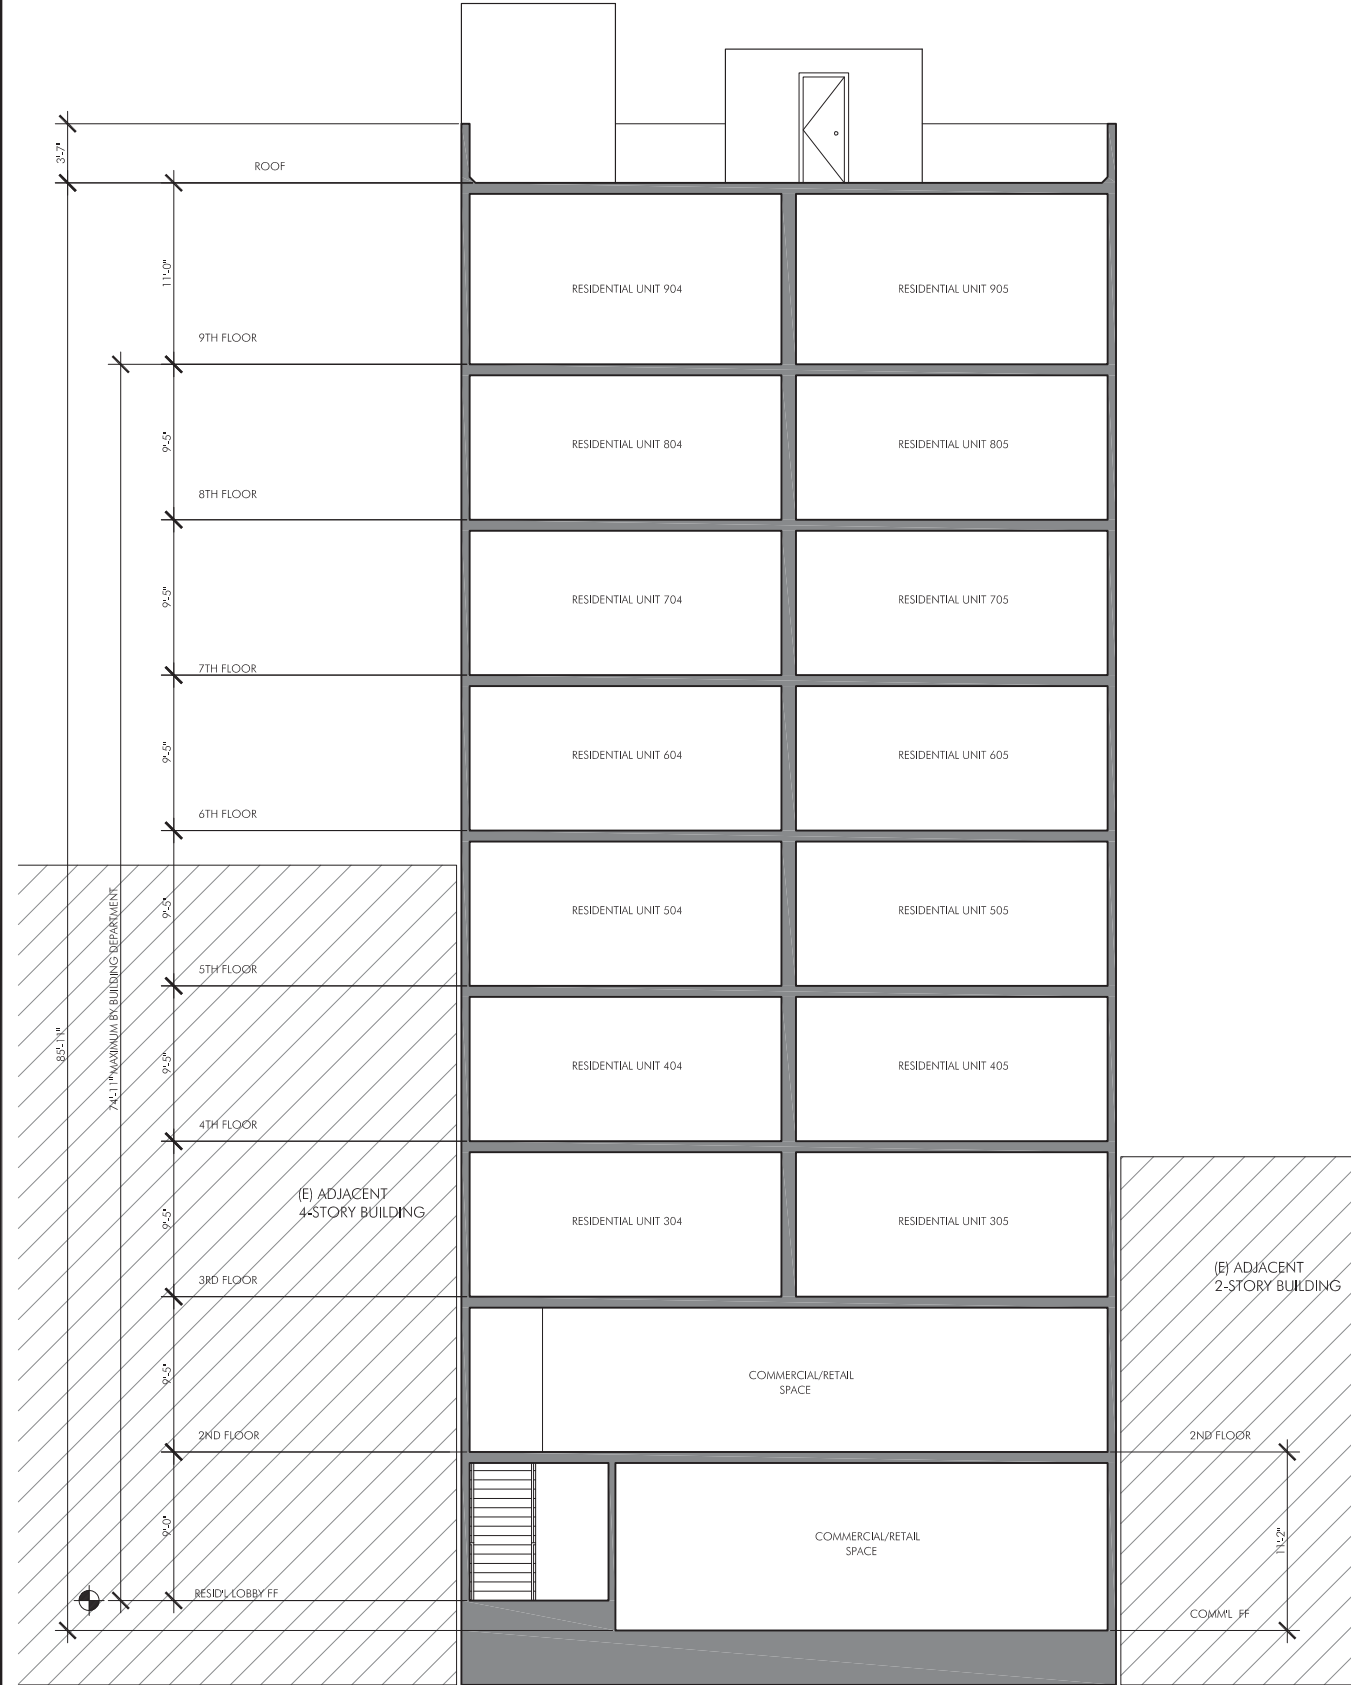 3'-7"
ROOF
11'-0"
RESIDENTIAL UNIT 904
RESIDENTIAL UNIT 905
9TH FLOOR
9'-5"
RESIDENTIAL UNIT 804
RESIDENTIAL UNIT 805
8TH FLOOR
9'-5"
RESIDENTIAL UNIT 704
RESIDENTIAL UNIT 705
7TH FLOOR
9'-5"
RESIDENTIAL UNIT 604
RESIDENTIAL UNIT 605
6TH FLOOR
9'-5"
RESIDENTIAL UNIT 504
RESIDENTIAL UNIT 505
5TH FLOOR
74'-11" MAXIMUM BY BUILDING DEPARTMENT
85'-11"
9'-5"
RESIDENTIAL UNIT 404
RESIDENTIAL UNIT 405
4TH FLOOR
(E) ADJACENT
4-STORY BUILDING
9'-5"
RESIDENTIAL UNIT 304
RESIDENTIAL UNIT 305
3RD FLOOR
(E) ADJACENT
2-STORY BUILDING
9'-5"
COMMERCIAL/RETAIL
SPACE
2ND FLOOR
2ND FLOOR
9'-0"
COMMERCIAL/RETAIL
SPACE
11'-2"
RESID'L LOBBY FF
COMM'L FF